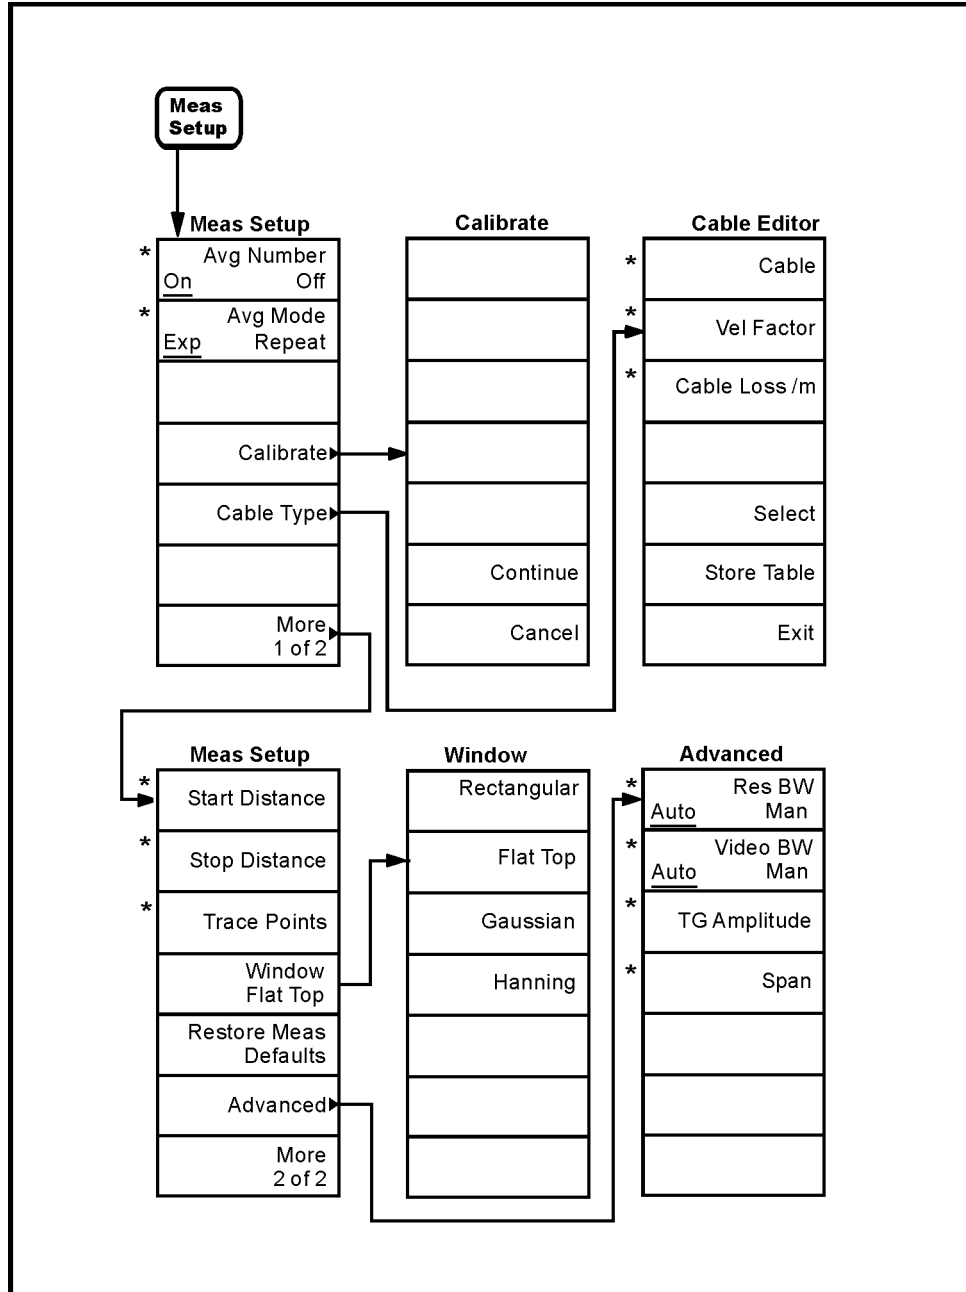 Meas
Setup
Meas Setup
* Avg Number
On Off
* Avg Mode
Exp Repeat
Calibrate
Cable Type
More
1 of 2
Calibrate
Continue
Cancel
Cable Editor
* Cable
* Vel Factor
* Cable Loss /m
Select
Store Table
Exit
Meas Setup
* Start Distance
* Stop Distance
* Trace Points
Window
Flat Top
Restore Meas
Defaults
Advanced
More
2 of 2
Window
Rectangular
Flat Top
Gaussian
Hanning
Advanced
* Res BW
Auto Man
* Video BW
Auto Man
* TG Amplitude
* Span